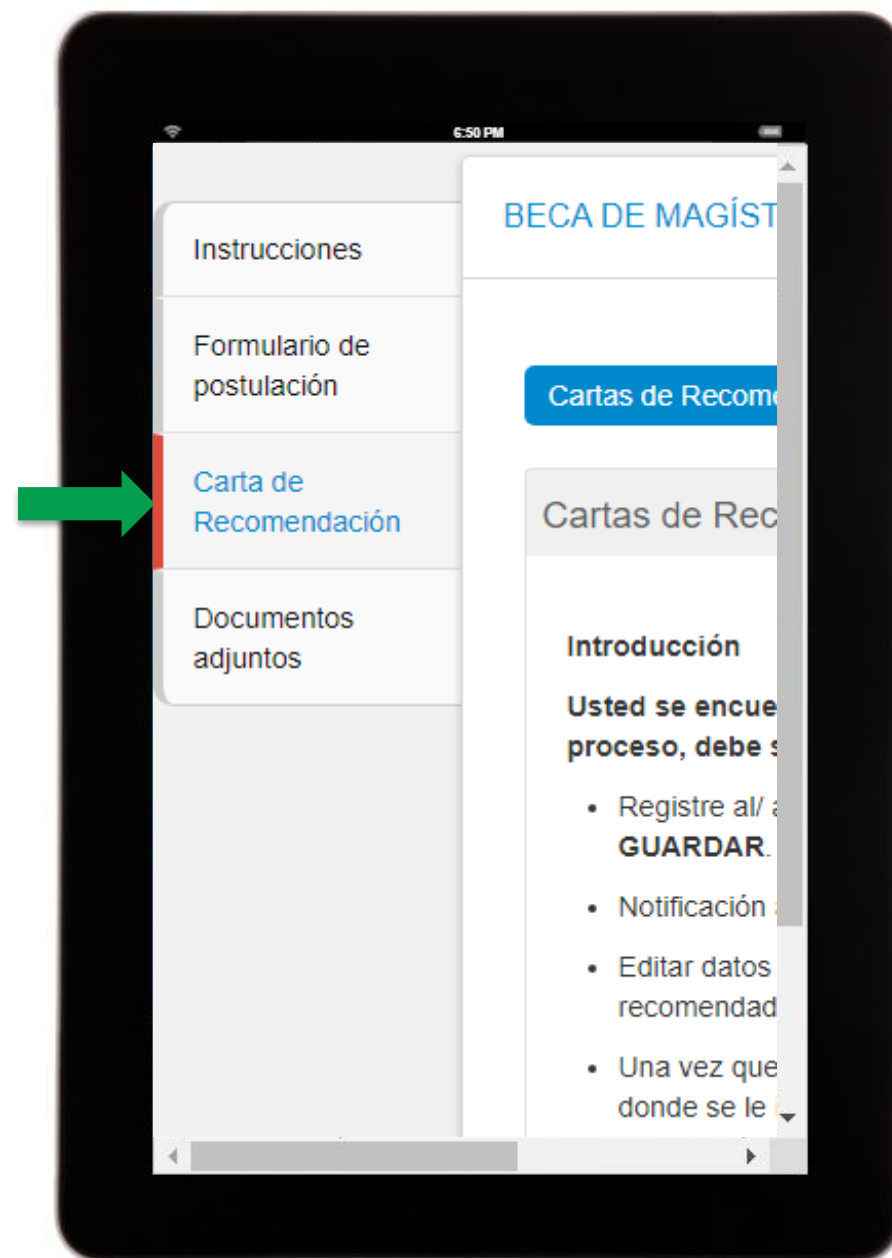 6:50 PM
Instrucciones
Formulario de
postulación
Carta de
Recomendación
Documentos
adjuntos
BECA DE MAGÍST
Cartas de Recom
Cartas de Rec
Introducción
Usted se encue
proceso, debe s
Registre al/ a
GUARDAR.
Notificación
Editar datos
recomendad
Una vez que
donde se le